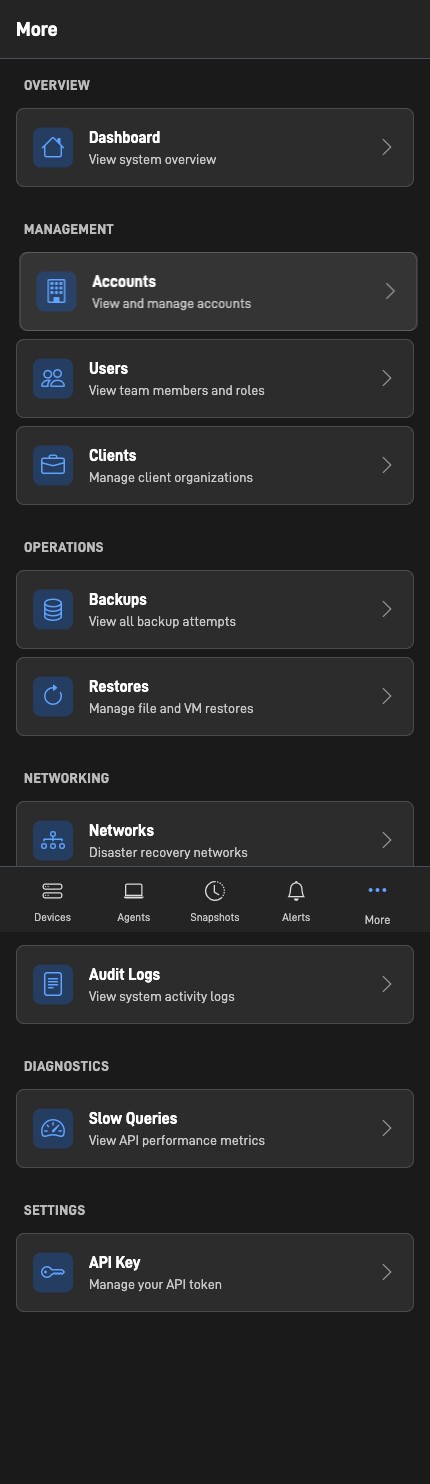 More
OVERVIEW
Dashboard
View system overview
MANAGEMENT
Accounts
View and manage accounts
Users
View team members and roles
Clients
Manage client organizations
OPERATIONS
Backups
View all backup attempts
Restores
Manage file and VM restores
NETWORKING
Networks
Disaster recovery networks
Devices
Agents
Snapshots
Alerts
More
Audit Logs
View system activity logs
DIAGNOSTICS
Slow Queries
View API performance metrics
SETTINGS
API Key
Manage your API token